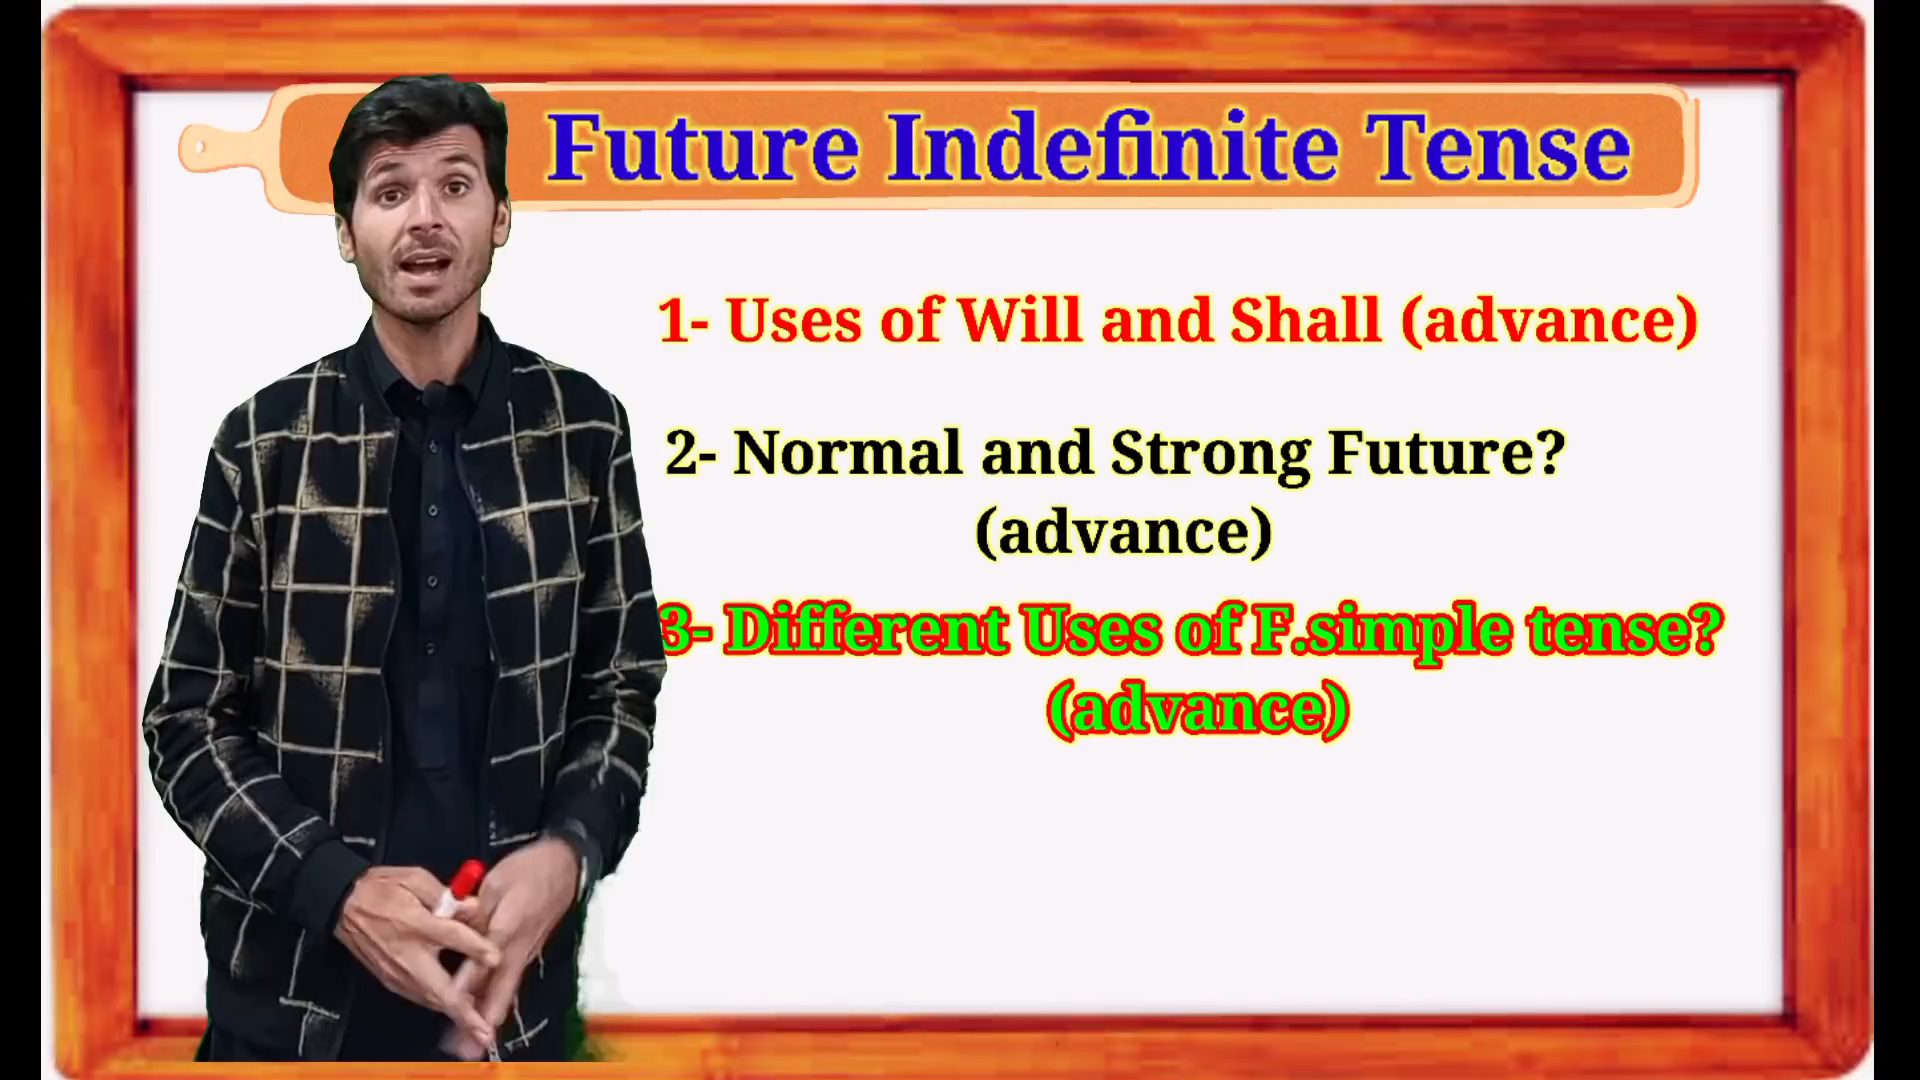 Future Indefinite Tense
1- Uses of Will and Shall (advance)
2- Normal and Strong Future?
(advance)
3- Different Uses of F.simple tense?
(advance)